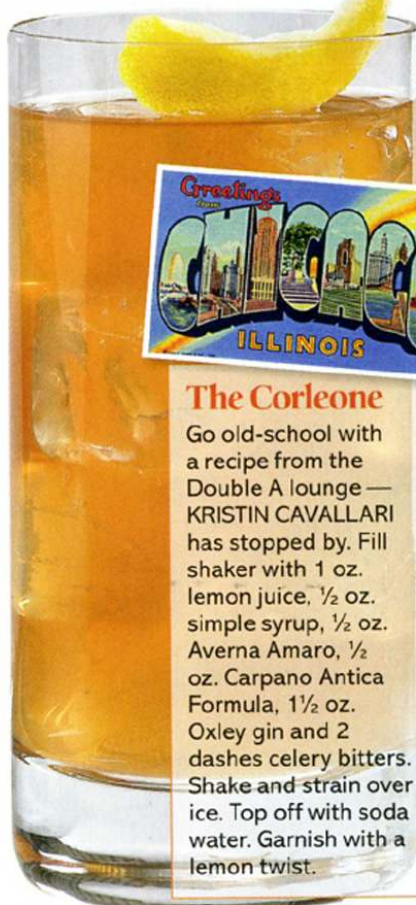 Greetings
from
CHICAGO
ILLINOIS
The Corleone
Go old-school with
a recipe from the
Double A lounge —
KRISTIN CAVALLARI
has stopped by. Fill
shaker with 1 oz.
lemon juice, ½ oz.
simple syrup, ½ oz.
Averna Amaro, ½
oz. Carpano Antica
Formula, 1½ oz.
Oxley gin and 2
dashes celery bitters.
Shake and strain over
ice. Top off with soda
water. Garnish with a
lemon twist.